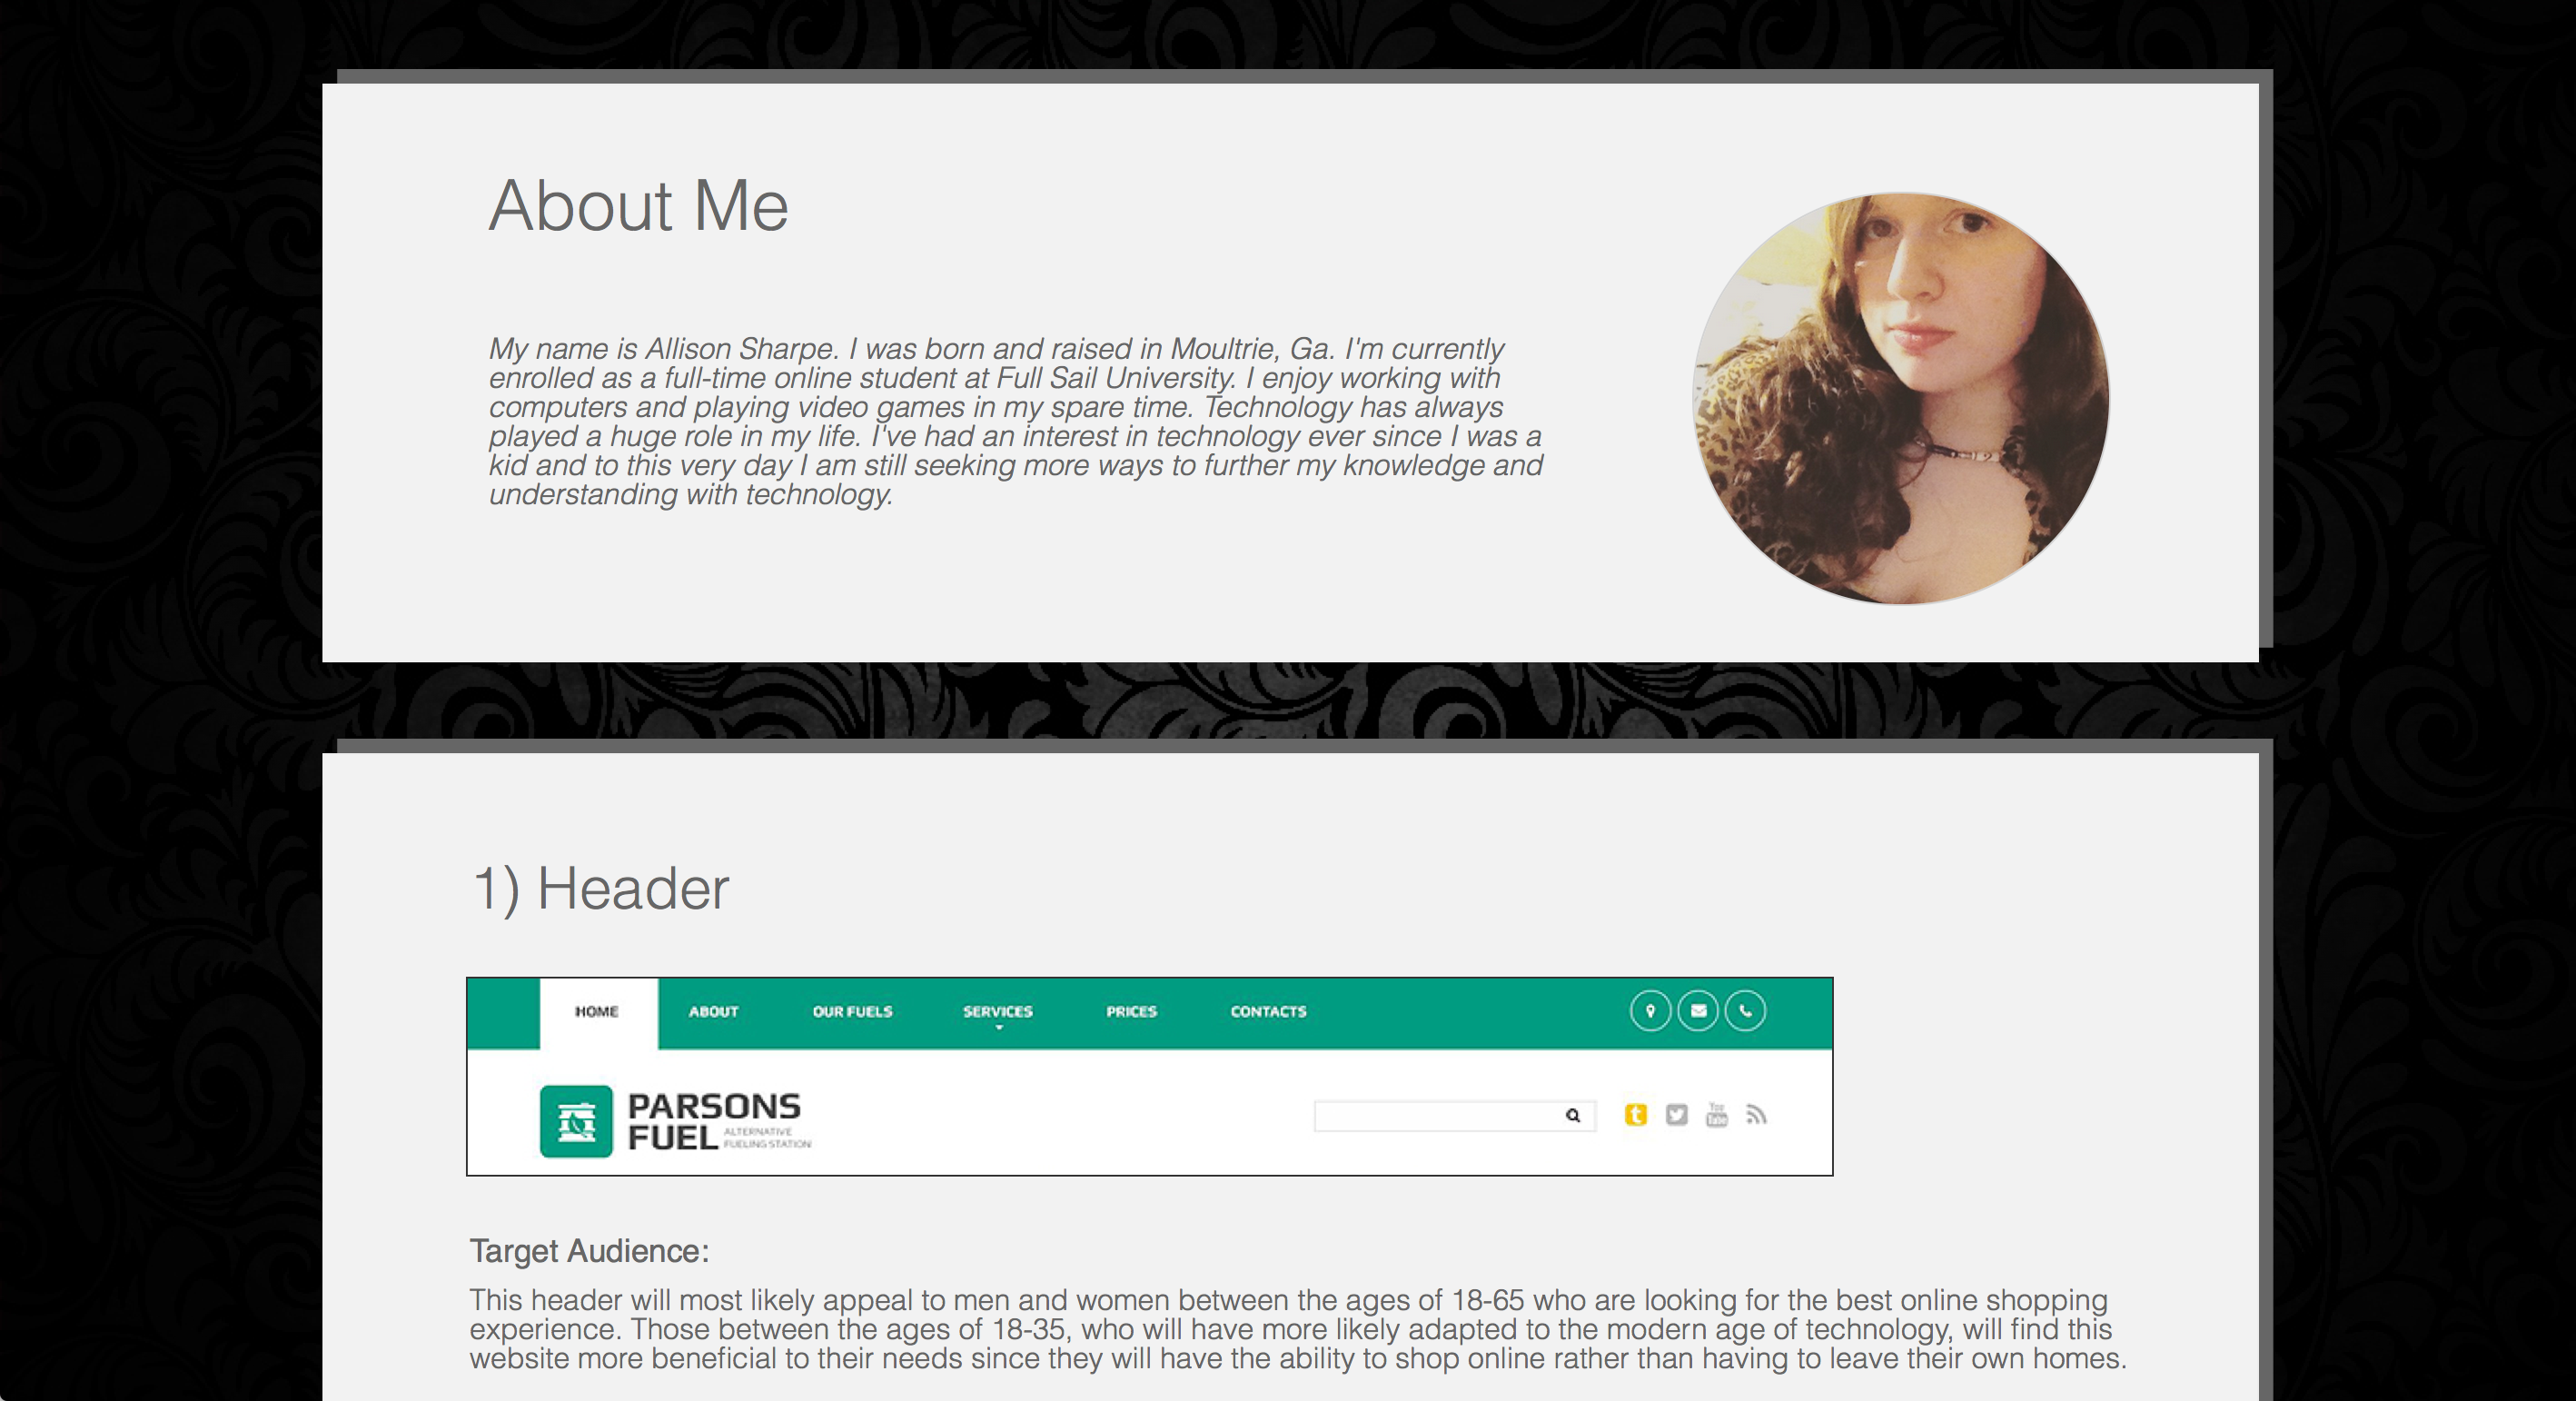 About Me
My name is Allison Sharpe. I was born and raised in Moultrie, Ga. I'm currently
enrolled as a full-time online student at Full Sail University. I enjoy working with
computers and playing video games in my spare time. Technology has always
played a huge role in my life. I've had an interest in technology ever since I was a
kid and to this very day I am still seeking more ways to further my knowledge and
understanding with technology.
1) Header
HOME ABOUT OUR FUELS SERVICES PRICES CONTACTS
PARSONS
FUEL
ALTERNATIVE
FUELING STATION
t
You
Tube
Target Audience:
This header will most likely appeal to men and women between the ages of 18-65 who are looking for the best online shopping
experience. Those between the ages of 18-35, who will have more likely adapted to the modern age of technology, will find this
website more beneficial to their needs since they will have the ability to shop online rather than having to leave their own homes.